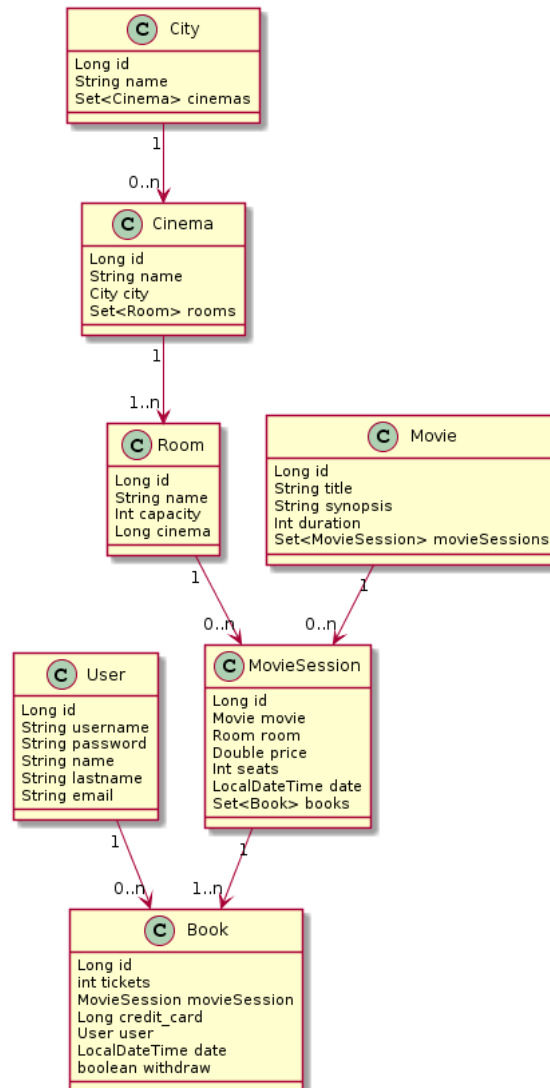 C City
Long id
String name
Set<Cinema> cinemas
1
0..n
C Cinema
Long id
String name
City city
Set<Room> rooms
1
1..n
C Room
Long id
String name
Int capacity
Long cinema
C Movie
Long id
String title
String synopsis
Int duration
Set<MovieSession> movieSessions
1
0..n
1
0..n
C User
Long id
String username
String password
String name
String lastname
String email
C MovieSession
Long id
Movie movie
Room room
Double price
Int seats
LocalDateTime date
Set<Book> books
1
0..n
1
1..n
C Book
Long id
int tickets
MovieSession movieSession
Long credit_card
User user
LocalDateTime date
boolean withdraw